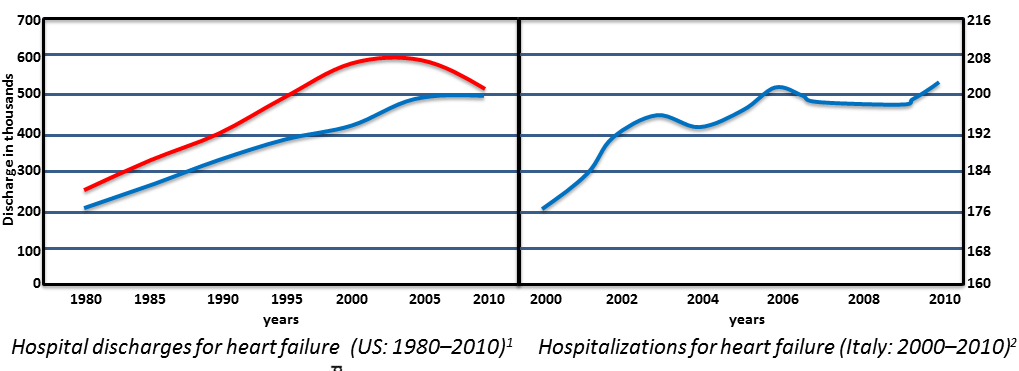 Discharge in thousands
700
600
500
400
300
200
100
0
1980 1985 1990 1995 2000 2005 2010
years
Hospital discharges for heart failure (US: 1980–2010)1
216
208
200
192
184
176
168
160
2000 2002 2004 2006 2008 2010
years
Hospitalizations for heart failure (Italy: 2000–2010)2